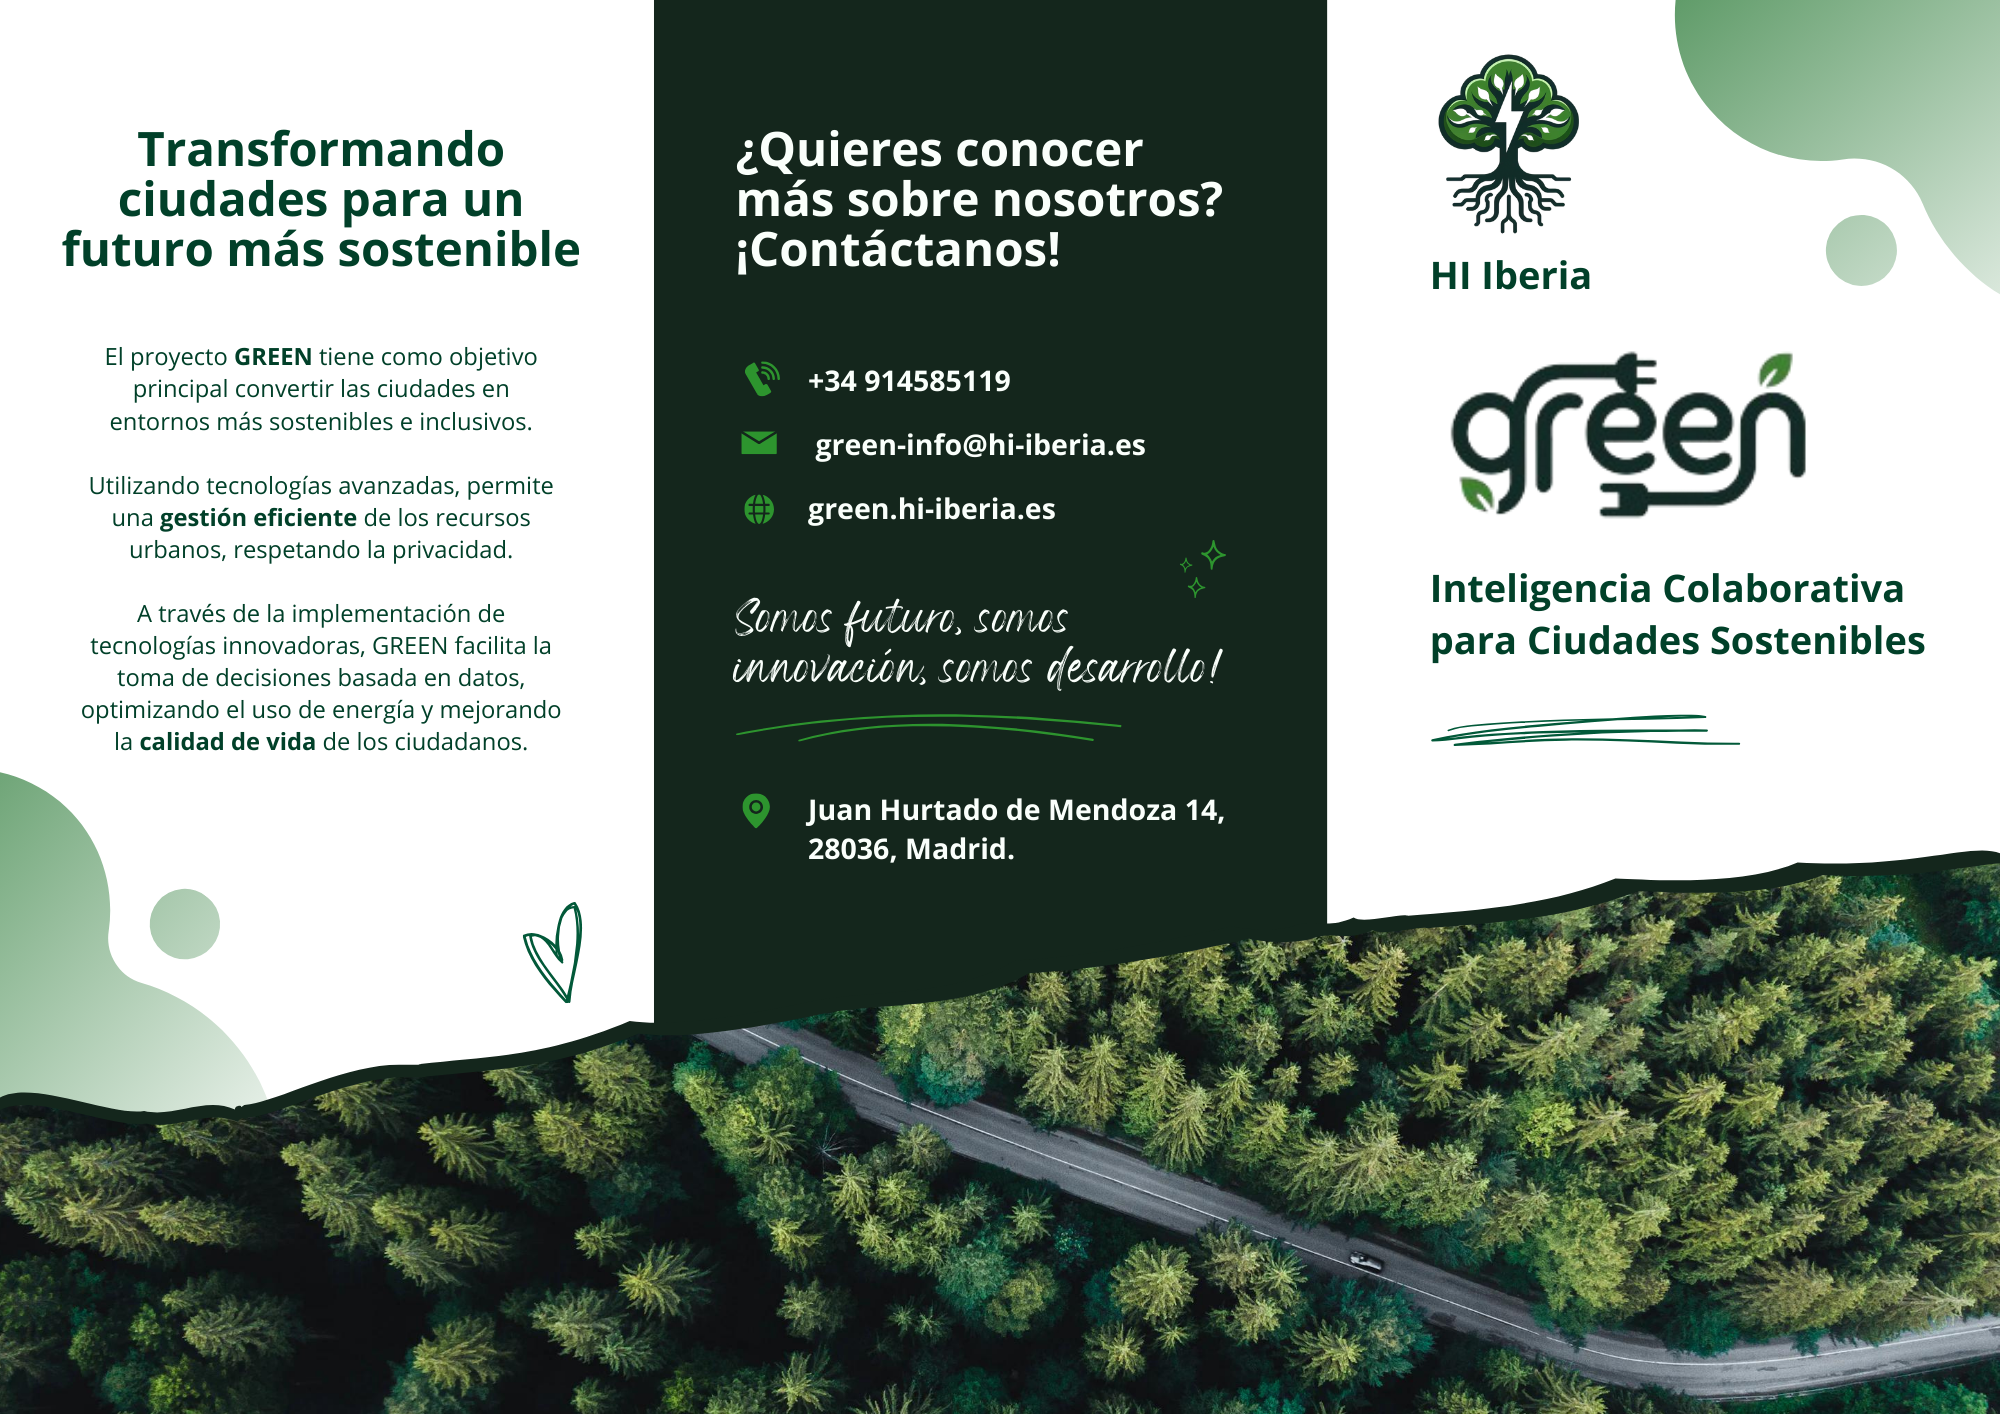 Transformando
ciudades para un
futuro más sostenible
El proyecto GREEN tiene como objetivo
principal convertir las ciudades en
entornos más sostenibles e inclusivos.
Utilizando tecnologías avanzadas, permite
una gestión eficiente de los recursos
urbanos, respetando la privacidad.
A través de la implementación de
tecnologías innovadoras, GREEN facilita la
toma de decisiones basada en datos,
optimizando el uso de energía y mejorando
la calidad de vida de los ciudadanos.
¿Quieres conocer
más sobre nosotros?
¡Contáctanos!
+34 914585119
green-info@hi-iberia.es
green.hi-iberia.es
Somos futuro, somos
innovación, somos desarrollo!
Juan Hurtado de Mendoza 14,
28036, Madrid.
HI Iberia
green
Inteligencia Colaborativa
para Ciudades Sostenibles